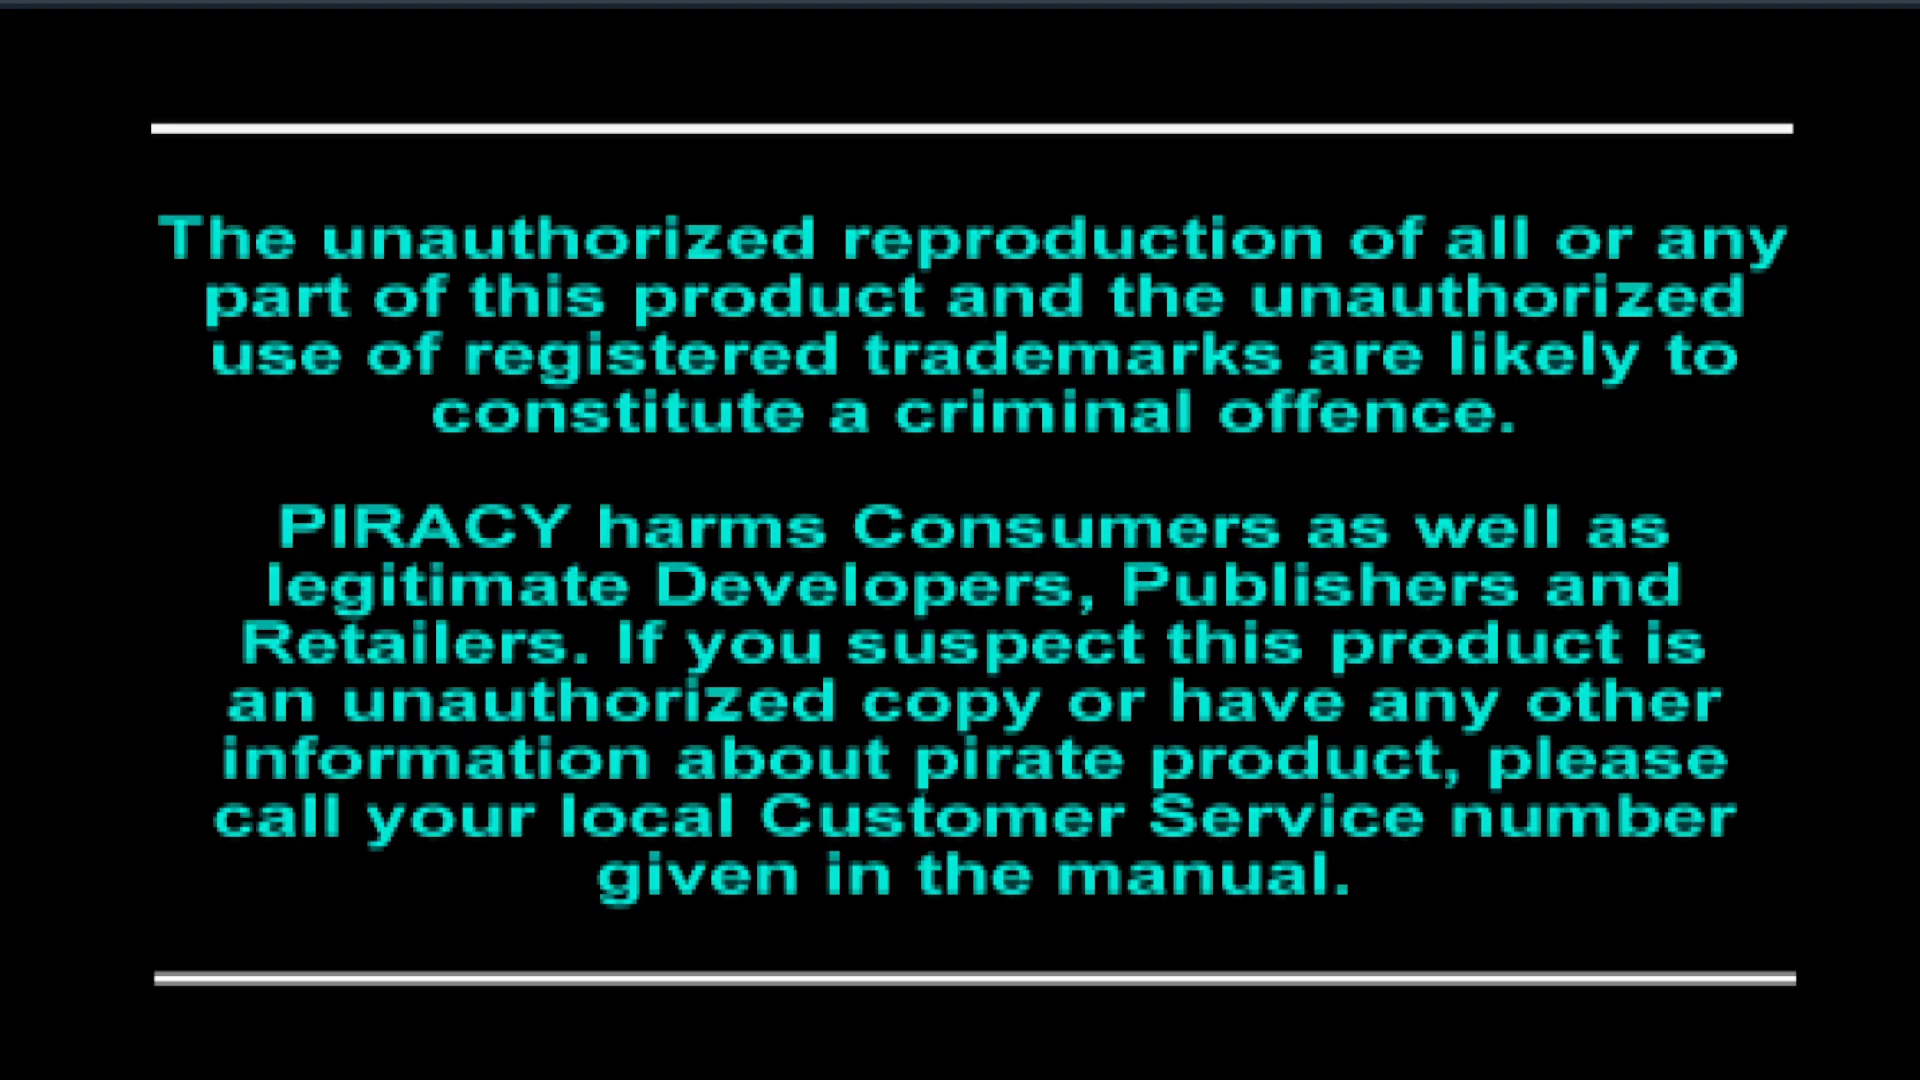 The unauthorized reproduction of all or any
part of this product and the unauthorized
use of registered trademarks are likely to
constitute a criminal offence.
PIRACY harms Consumers as well as
legitimate Developers, Publishers and
Retailers. If you suspect this product is
an unauthorized copy or have any other
information about pirate product, please
call your local Customer Service number
given in the manual.